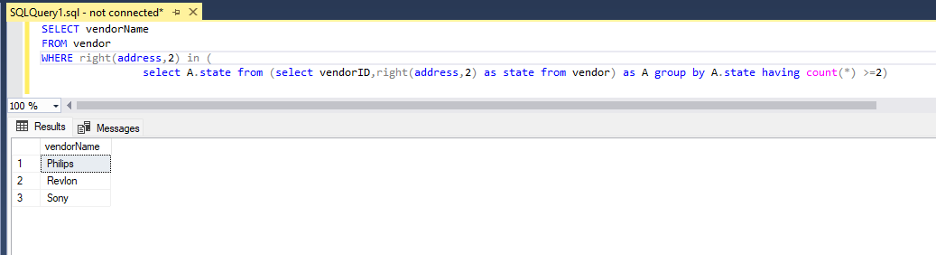 SQLQuery1.sql - not connected*
SELECT vendorName
FROM vendor
WHERE right(address,2) in (
select A.state from (select vendorID,right(address,2) as state from vendor) as A group by A.state having count(*) >=2)
100 %
Results Messages
vendorName
1 Philips
2 Revlon
3 Sony